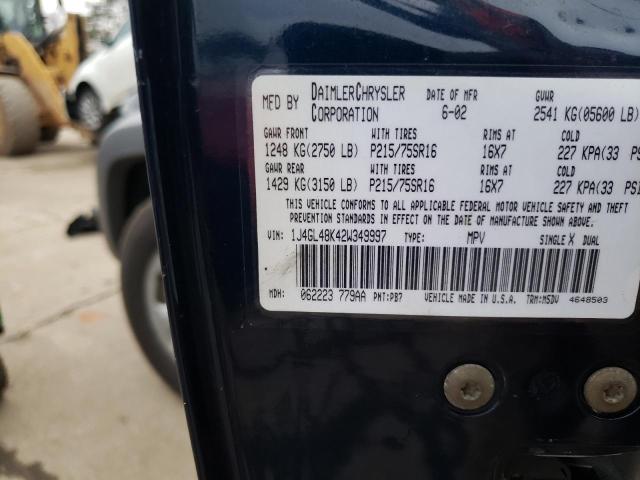 MFD BY DAIMLERCHRYSLER CORPORATION DATE OF MFR 6-02 GVWR 2541 KG(05600 LB)
GAWR FRONT WITH TIRES RIMS AT COLD
1248 KG(2750 LB) P215/75SR16 16X7 227 KPA(33 PS
GAWR REAR WITH TIRES RIMS AT COLD
1429 KG(3150 LB) P215/75SR16 16X7 227 KPA(33 PSI
THIS VEHICLE CONFORMS TO ALL APPLICABLE FEDERAL MOTOR VEHICLE SAFETY AND THEFT
PREVENTION STANDARDS IN EFFECT ON THE DATE OF MANUFACTURE SHOWN ABOVE.
VIN: 1J4GL48K42W349997 TYPE: MPV SINGLE X DUAL
MDH: 062223 779AA PNT:PB7 VEHICLE MADE IN U.S.A. TRM:MSDV 4648503